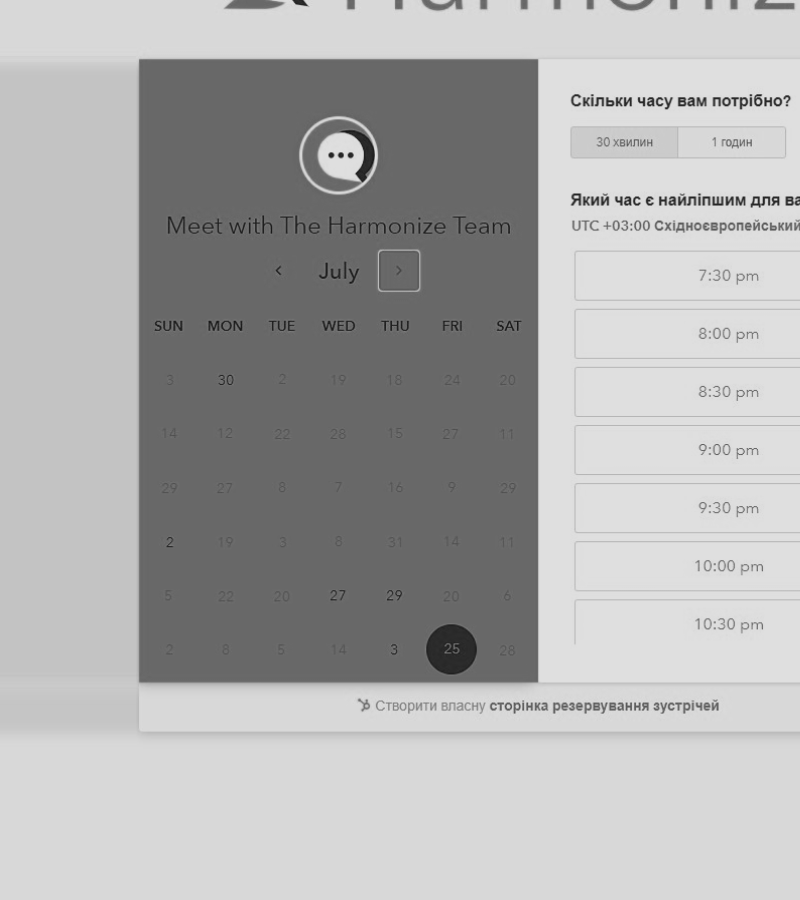 Meet with The Harmonize Team
July
SUN MON TUE WED THU FRI SAT
3 30 2 19 18 24 20
14 12 22 28 15 27 11
29 27 8 7 16 9 29
2 19 3 8 31 14 11
5 22 20 27 29 20 6
2 8 5 14 3 25 28
Скільки часу вам потрібно?
30 хвилин 1 годин
Який час є найліпшим для
UTC +03:00 Східноєвропейський
7:30 pm
8:00 pm
8:30 pm
9:00 pm
9:30 pm
10:00 pm
10:30 pm
Створити власну сторінка резервування зустрічей